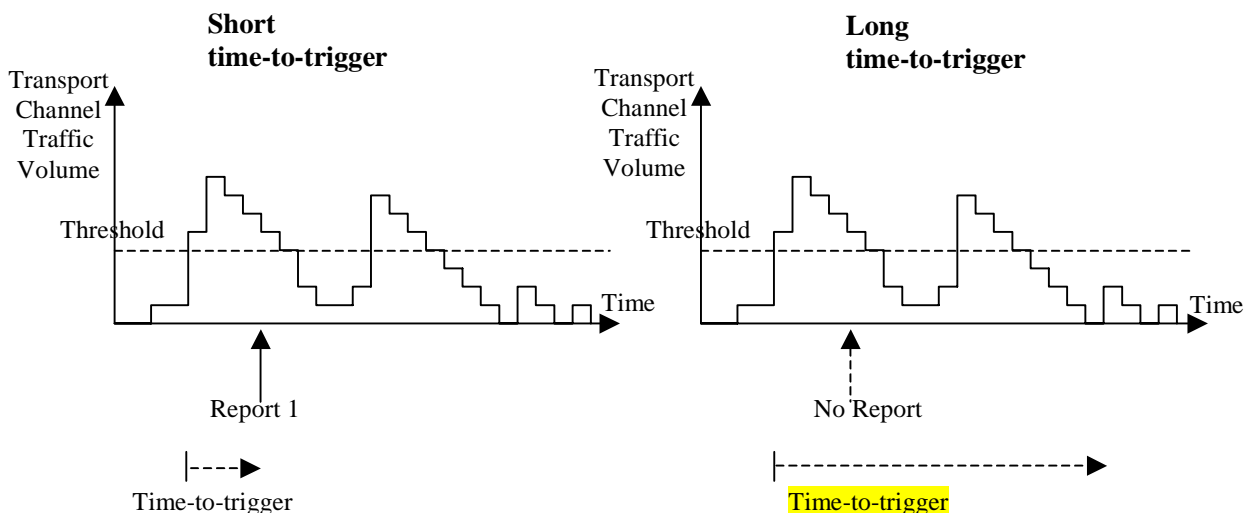 Short
time-to-trigger
Transport
Channel
Traffic
Volume
Threshold
Time
Report 1
Time-to-trigger
Long
time-to-trigger
Transport
Channel
Traffic
Volume
Threshold
Time
No Report
Time-to-trigger